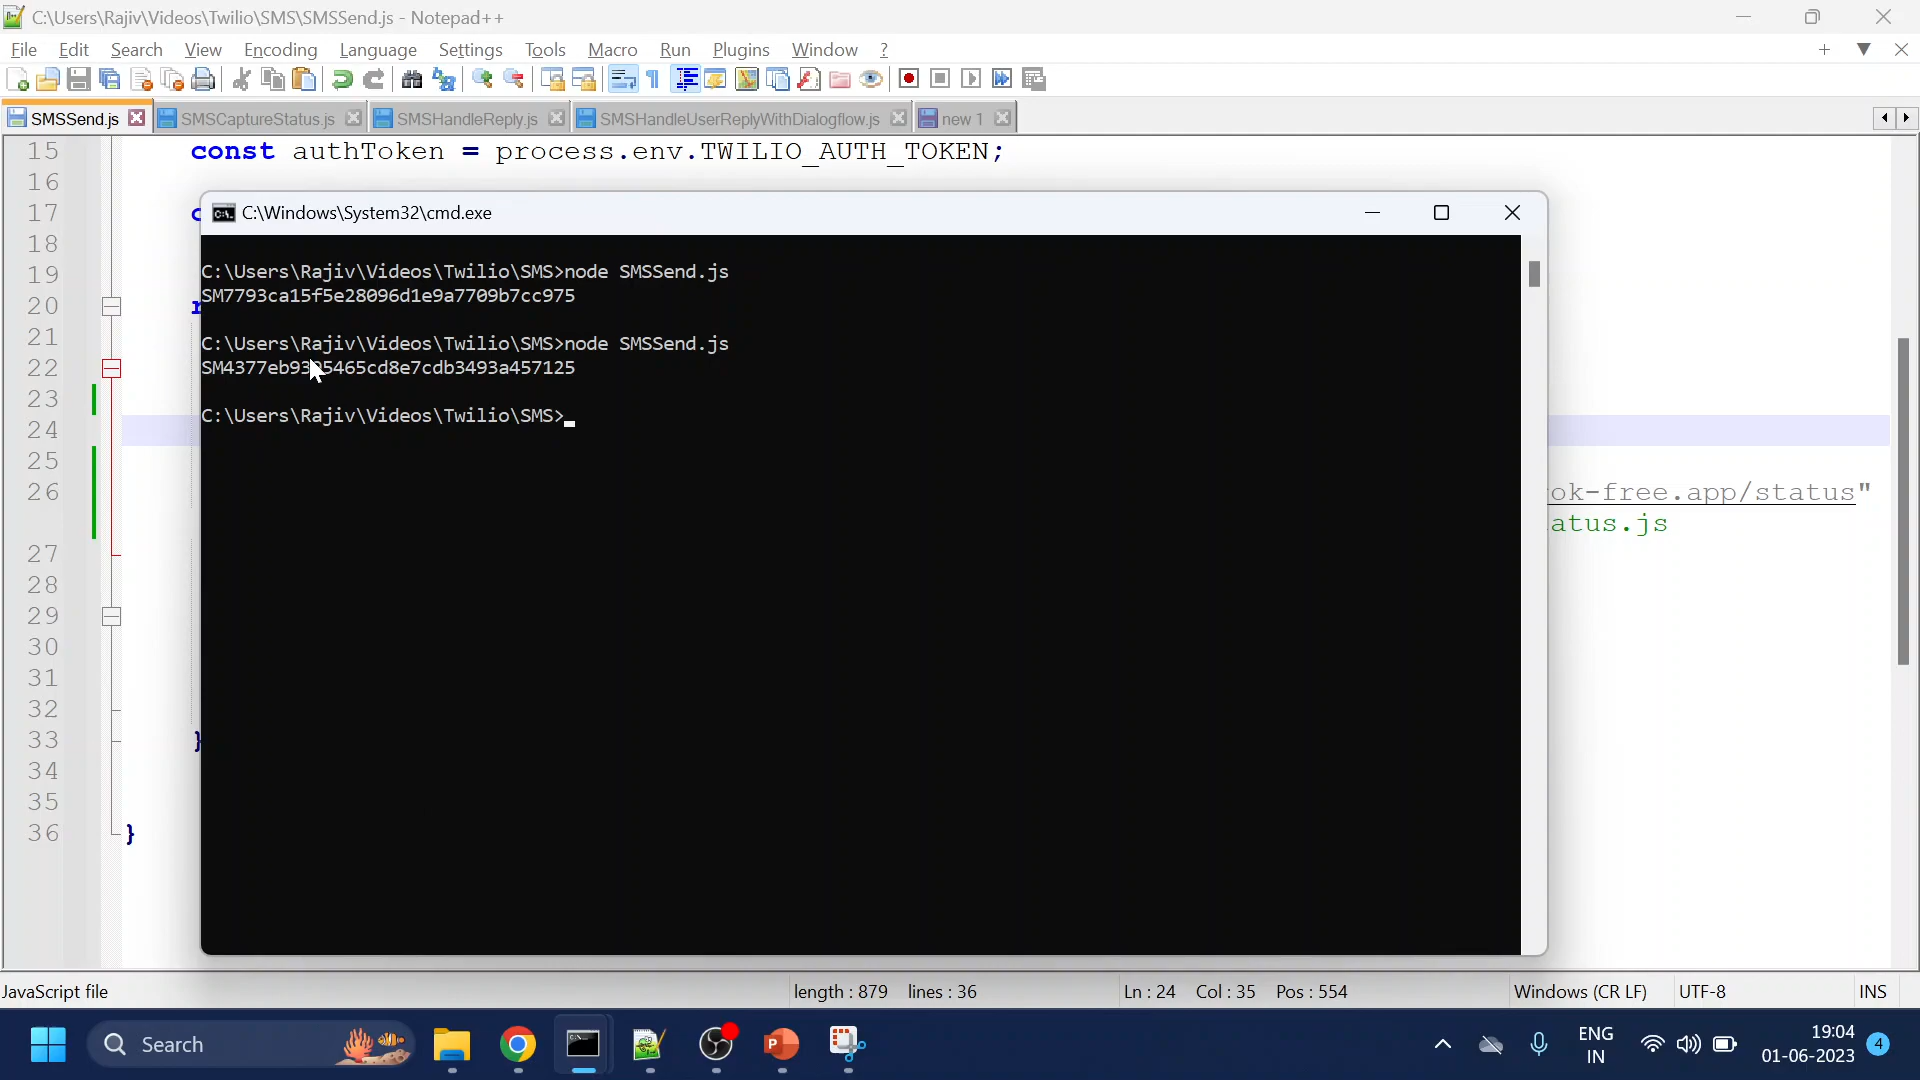 C:\Users\Rajiv\Videos\Twilio\SMS\SMSSend.js - Notepad++
File Edit Search View Encoding Language Settings Tools Macro Run Plugins Window ?
SMSSend.js SMSCaptureStatus.js SMSHandleReply.js SMSHandleUserReplyWithDialogflow.js new 1
15 const authToken = process.env.TWILIO_AUTH_TOKEN;
16
C:\Windows\System32\cmd.exe
17
18
C:\Users\Rajiv\Videos\Twilio\SMS>node SMSSend.js
19
SM7793ca15f5e28096d1e9a7709b7cc975
20
21
C:\Users\Rajiv\Videos\Twilio\SMS>node SMSSend.js
22
23
C:\Users\Rajiv\Videos\Twilio\SMS>
24
25
26 ok-free.app/status"
atus.js
27
28
29
30
31
32
33 }
34
35
36 }
JavaScript file length : 879 lines : 36 Ln : 24 Col : 35 Pos : 554 Windows (CR LF) UTF-8 INS
Search
ENG
IN
19:04
01-06-2023
4